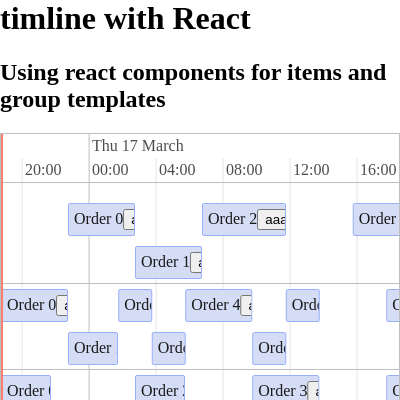 timline with React
Using react components for items and
group templates
Thu 17 March
20:00 00:00 04:00 08:00 12:00 16:00
Order 0 Order 2 aaa Order
Order 1
Order 0 Order 4
Order
Order Order 3